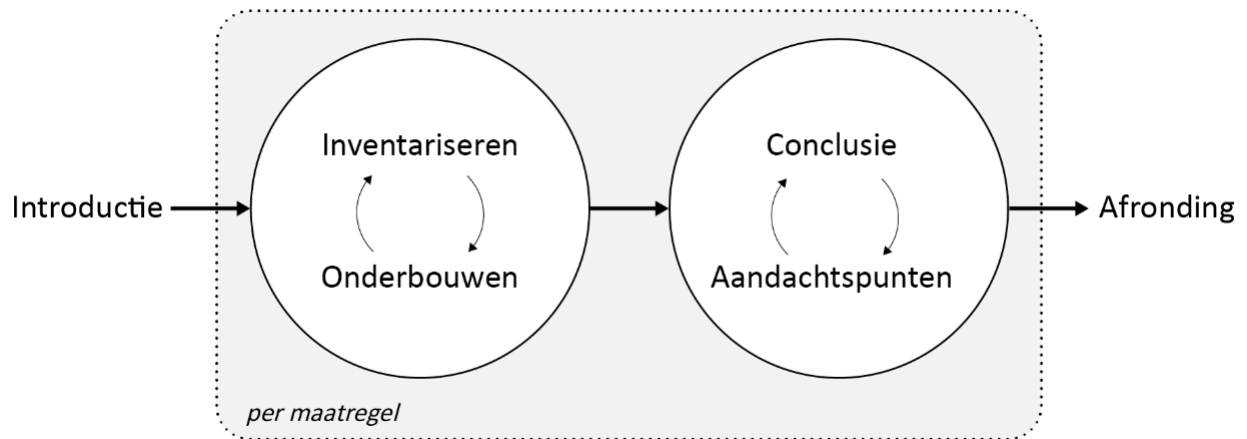 Introductie
Inventariseren
Onderbouwen
Conclusie
Aandachtspunten
Afronding
per maatregel